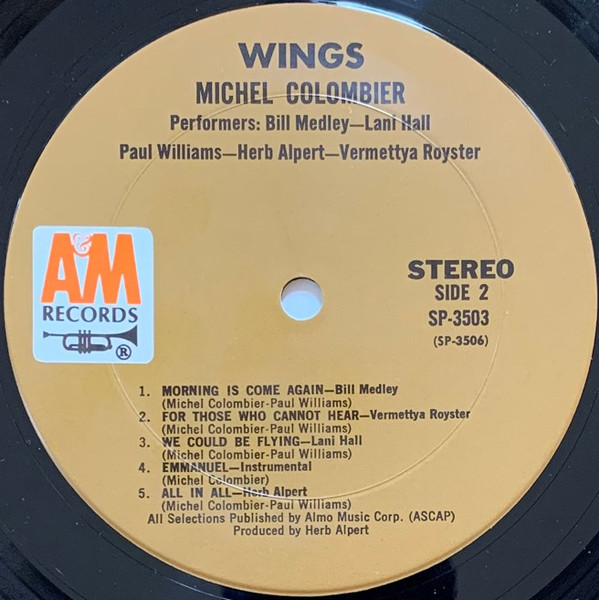 WINGS
MICHEL COLOMBIER
Performers: Bill Medley—Lani Hall
Paul Williams—Herb Alpert—Vermettya Royster
A&M
RECORDS
®
STEREO
SIDE 2
SP-3503
(SP-3506)
1. MORNING IS COME AGAIN—Bill Medley
(Michel Colombier-Paul Williams)
2. FOR THOSE WHO CANNOT HEAR—Vermettya Royster
(Michel Colombier-Paul Williams)
3. WE COULD BE FLYING—Lani Hall
(Michel Colombier-Paul Williams)
4. EMMANUEL—Instrumental
(Michel Colombier)
5. ALL IN ALL—Herb Alpert
(Michel Colombier-Paul Williams)
All Selections Published by Almo Music Corp. (ASCAP)
Produced by Herb Alpert